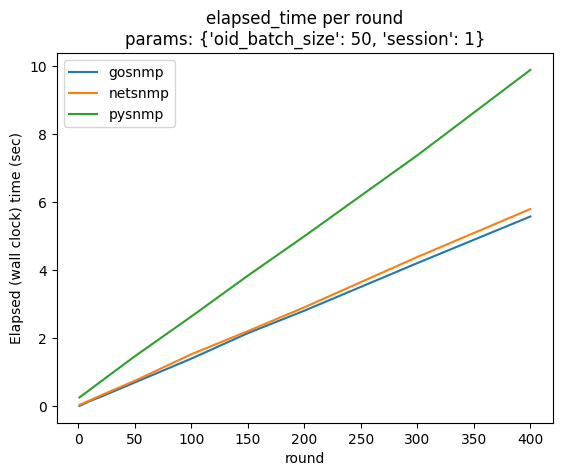 elapsed_time per round
params: {'oid_batch_size': 50, 'session': 1}
gosnmp
netsnmp
pysnmp
Elapsed (wall clock) time (sec)
10
8
6
4
2
0
0 50 100 150 200 250 300 350 400
round